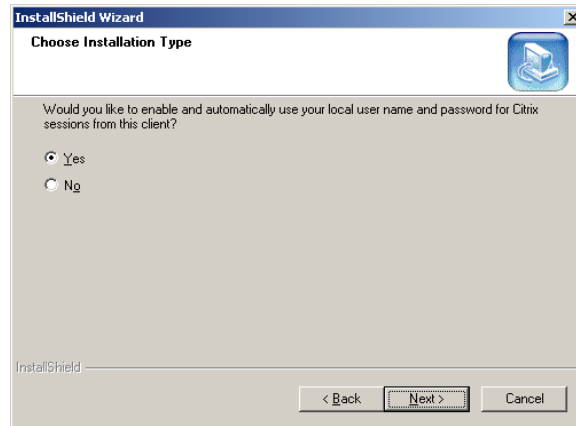 InstallShield Wizard
Choose Installation Type
Would you like to enable and automatically use your local user name and password for Citrix
sessions from this client?
Yes
No
InstallShield
< Back Next > Cancel